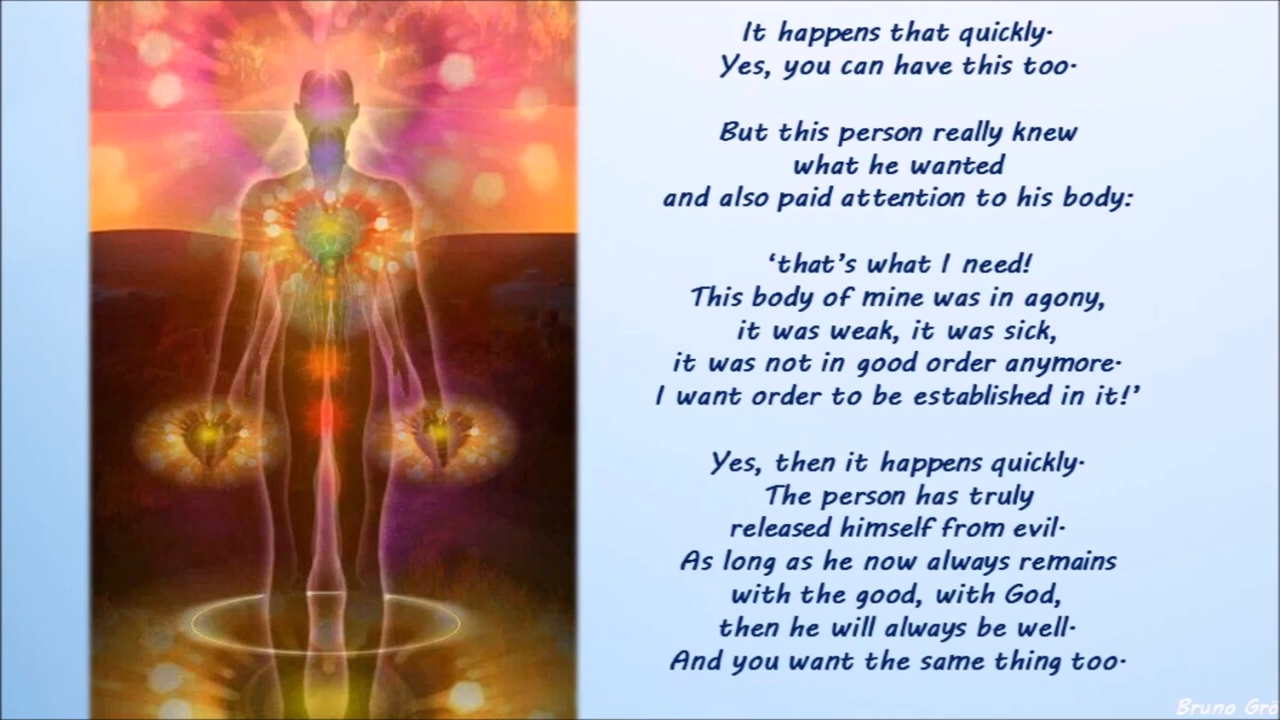 It happens that quickly.
Yes, you can have this too.
But this person really knew
what he wanted
and also paid attention to his body:
‘that’s what I need!
This body of mine was in agony,
it was weak, it was sick,
it was not in good order anymore.
I want order to be established in it!’
Yes, then it happens quickly.
The person has truly
released himself from evil.
As long as he now always remains
with the good, with God,
then he will always be well.
And you want the same thing too.
Bruno Grö